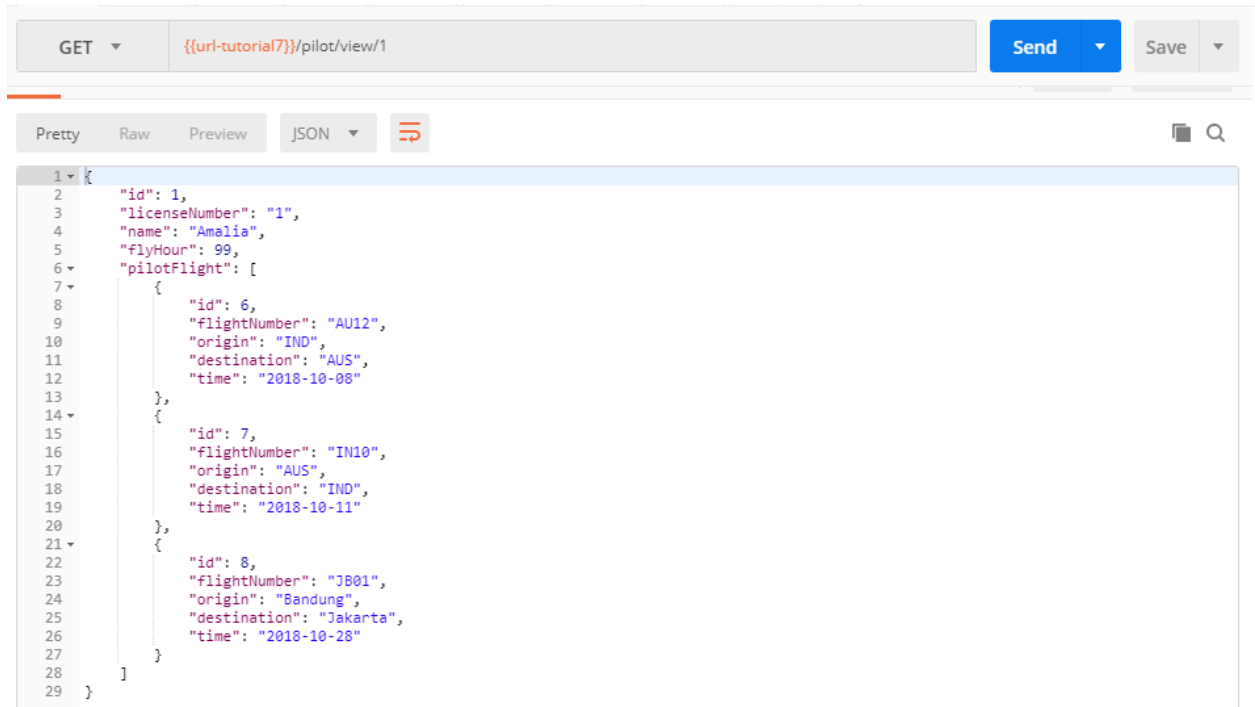 GET {{url-tutorial7}}/pilot/view/1 Send Save
Pretty Raw Preview JSON
1 {
2 "id": 1,
3 "licenseNumber": "1",
4 "name": "Amalia",
5 "flyHour": 99,
6 "pilotFlight": [
7 {
8 "id": 6,
9 "flightNumber": "AU12",
10 "origin": "IND",
11 "destination": "AUS",
12 "time": "2018-10-08"
13 },
14 {
15 "id": 7,
16 "flightNumber": "IN10",
17 "origin": "AUS",
18 "destination": "IND",
19 "time": "2018-10-11"
20 },
21 {
22 "id": 8,
23 "flightNumber": "JB01",
24 "origin": "Bandung",
25 "destination": "Jakarta",
26 "time": "2018-10-28"
27 }
28 ]
29 }